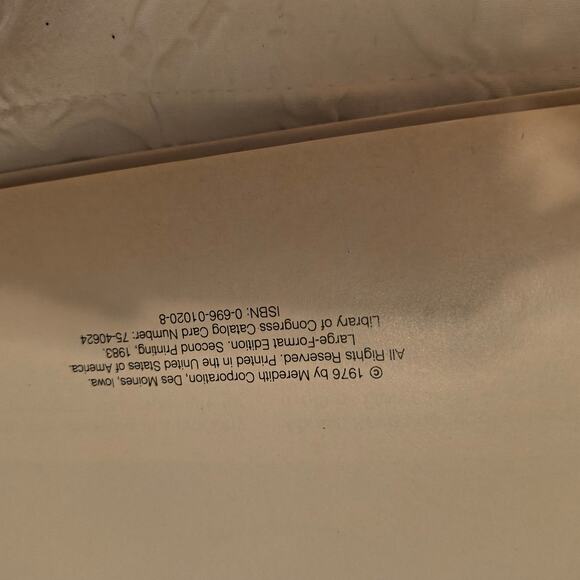 © 1976 by Meredith Corporation, Des Moines, Iowa.
All Rights Reserved. Printed in the United States of America.
Large-Format Edition. Second Printing, 1983.
Library of Congress Catalog Card Number: 75-40624
ISBN: 0-696-01020-8